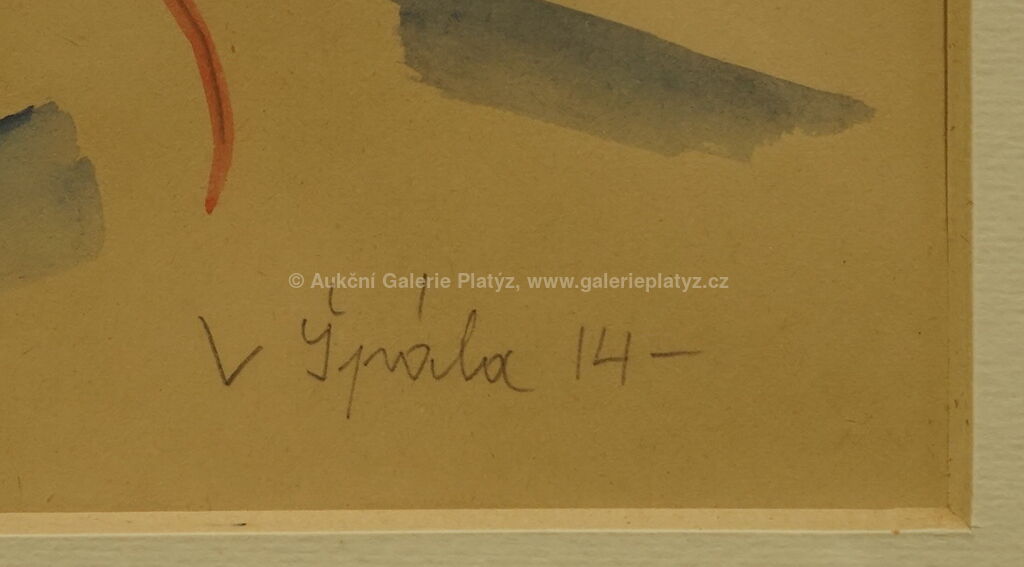 © Aukční Galerie Platýz, www.galerieplatyz.cz
V Špála 14–